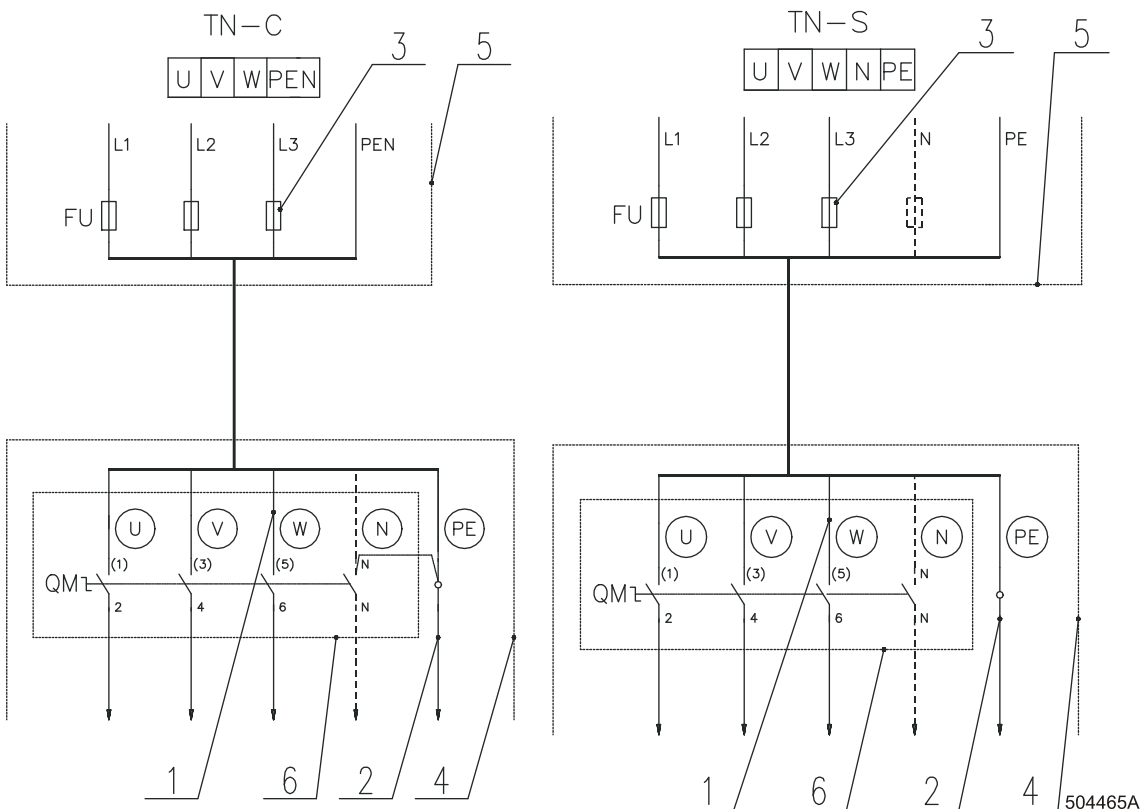 TN-C
TN-S
3
5
3
5
U V W PEN
U V W N PE
L1 L2 L3 PEN
L1 L2 L3 N PE
FU
FU
U V W N PE
U V W N PE
(1) (3) (5) N
(1) (3) (5) N
QM
QM
2 4 6 N
2 4 6 N
1 6 2 4
1 6 2 4
504465A